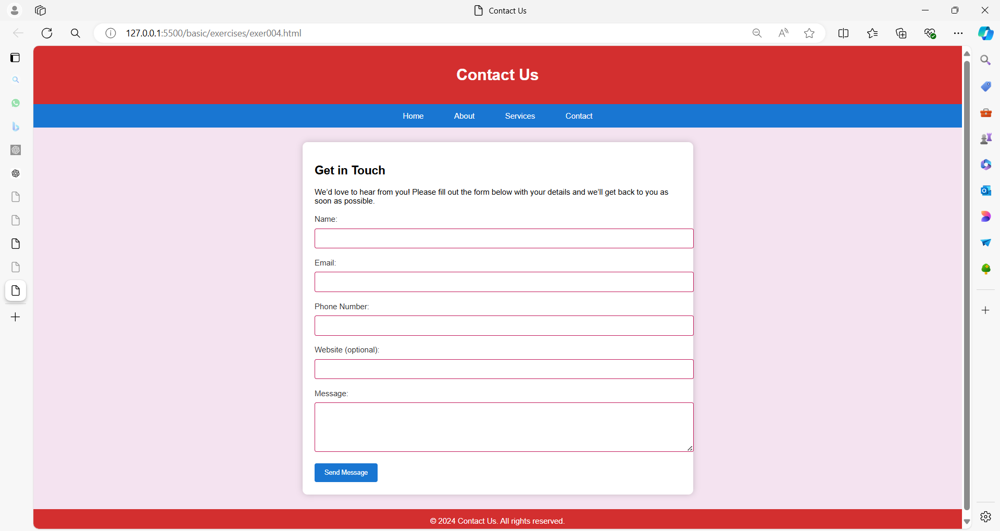 Contact Us
127.0.0.1:5500/basic/exercises/exer004.html
Contact Us
Home About Services Contact
Get in Touch
We’d love to hear from you! Please fill out the form below with your details and we’ll get back to you as
soon as possible.
Name:
Email:
Phone Number:
Website (optional):
Message:
Send Message
© 2024 Contact Us. All rights reserved.